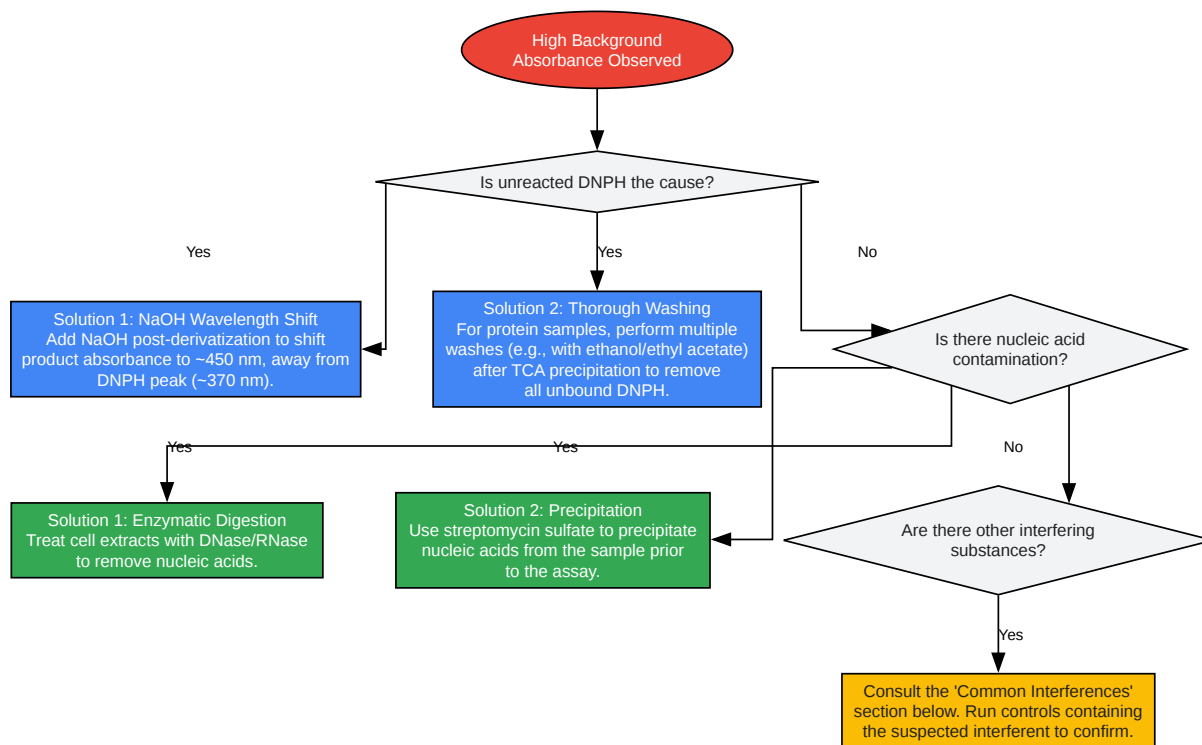 High Background
Absorbance Observed
Is unreacted DNPH the cause?
Yes
Yes
No
Solution 1: NaOH Wavelength Shift
Add NaOH post-derivatization to shift
product absorbance to ~450 nm, away from
DNPH peak (~370 nm).
Solution 2: Thorough Washing
For protein samples, perform multiple
washes (e.g., with ethanol/ethyl acetate)
after TCA precipitation to remove
all unbound DNPH.
Is there nucleic acid
contamination?
Yes
Yes
No
Solution 1: Enzymatic Digestion
Treat cell extracts with DNase/RNase
to remove nucleic acids.
Solution 2: Precipitation
Use streptomycin sulfate to precipitate
nucleic acids from the sample prior
to the assay.
Are there other interfering
substances?
Yes
Consult the 'Common Interferences'
section below. Run controls containing
the suspected interferent to confirm.